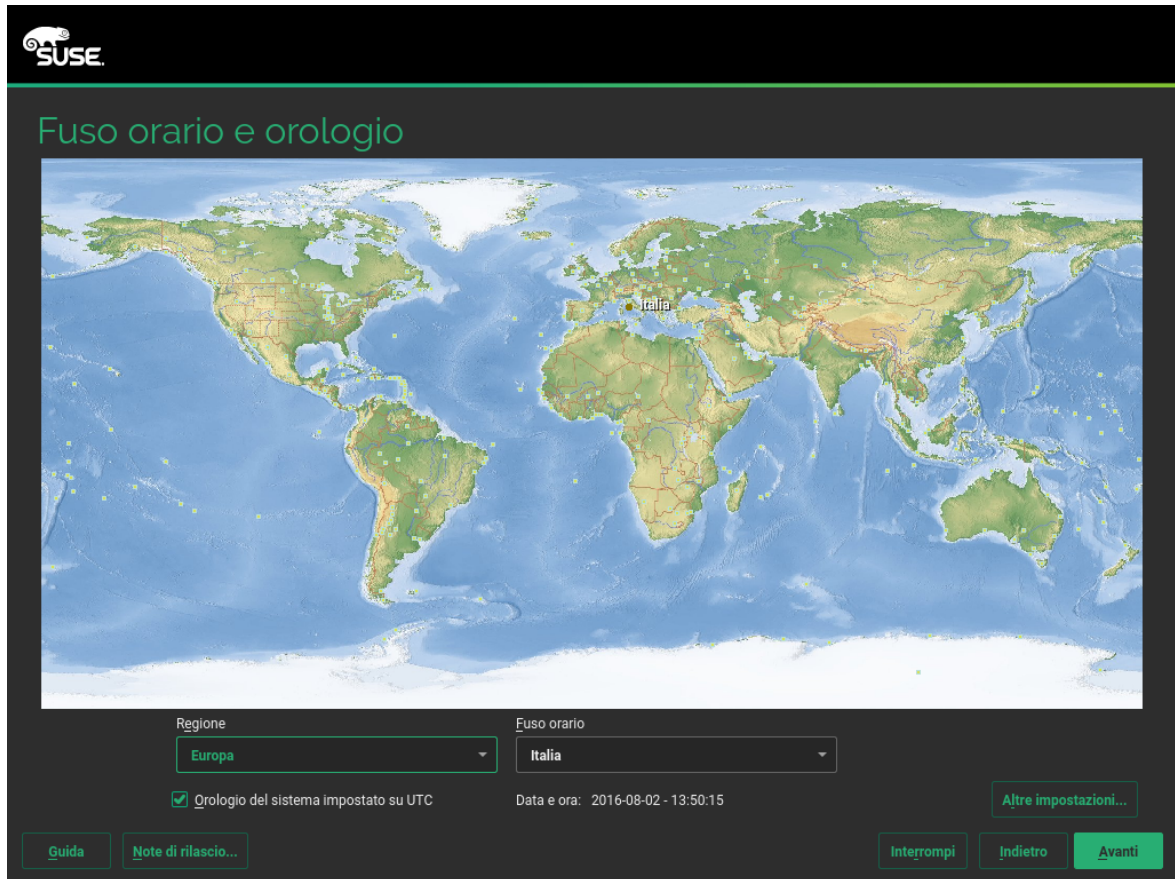 SUSE.
Fuso orario e orologio
Italia
Regione
Fuso orario
Europa
Italia
Orologio del sistema impostato su UTC
Data e ora: 2016-08-02 - 13:50:15
Altre impostazioni...
Guida
Note di rilascio...
Interrompi
Indietro
Avanti